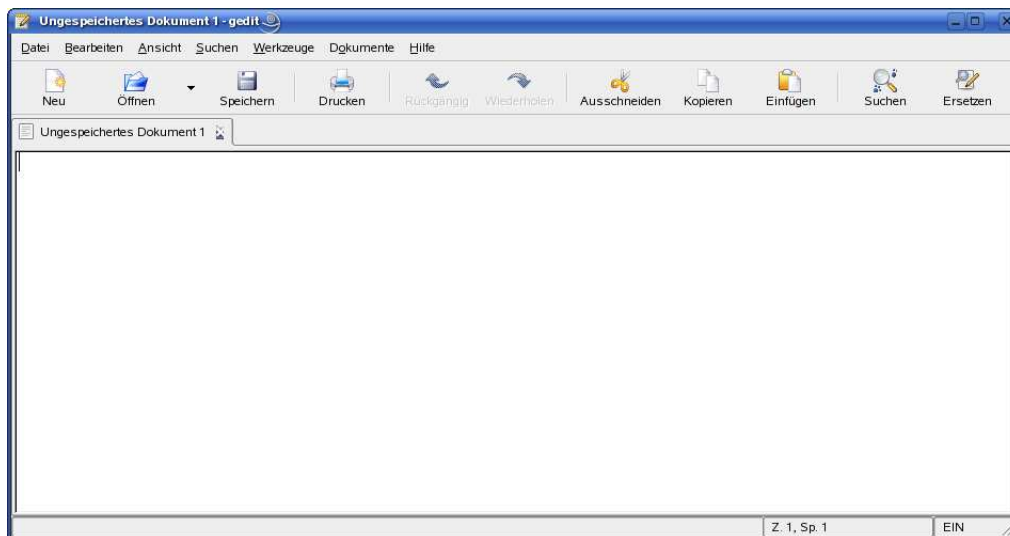 Ungespeichertes Dokument 1 - gedit
Datei Bearbeiten Ansicht Suchen Werkzeuge Dokumente Hilfe
Neu Öffnen Speichern Drucken Rückgängig Wiederholen Ausschneiden Kopieren Einfügen Suchen Ersetzen
Ungespeichertes Dokument 1
Z. 1, Sp. 1 EIN